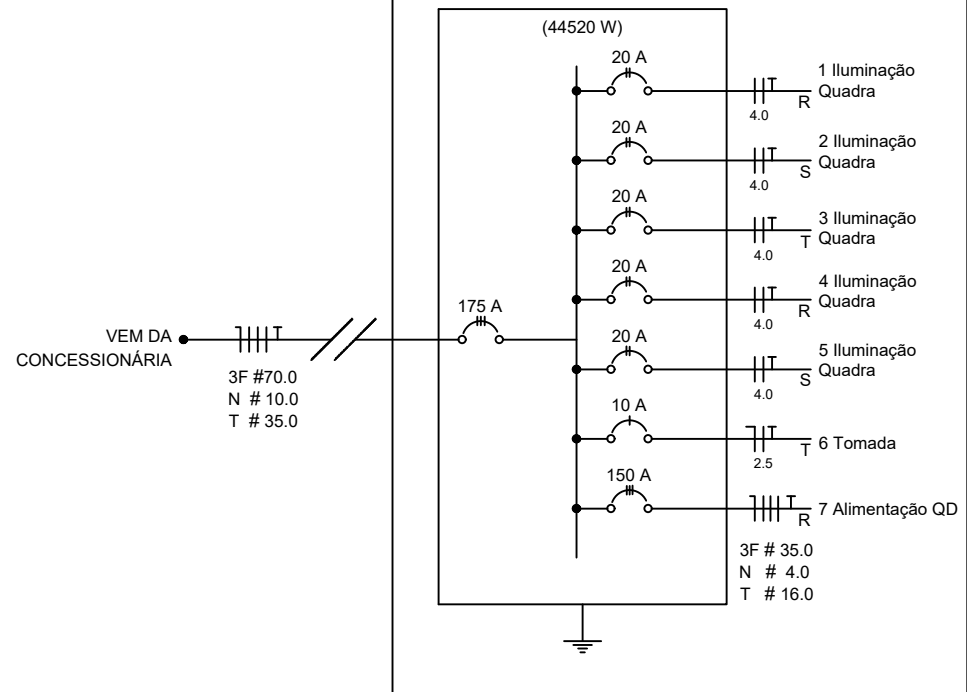 (44520 W)
20 A
4.0
R
1 Iluminação
Quadra
20 A
4.0
S
2 Iluminação
Quadra
20 A
4.0
T
3 Iluminação
Quadra
20 A
4.0
R
4 Iluminação
Quadra
175 A
VEM DA
CONCESSIONÁRIA
3F #70.0
N # 10.0
T # 35.0
20 A
4.0
S
5 Iluminação
Quadra
10 A
2.5
T
6 Tomada
150 A
R
7 Alimentação QD
3F # 35.0
N # 4.0
T # 16.0